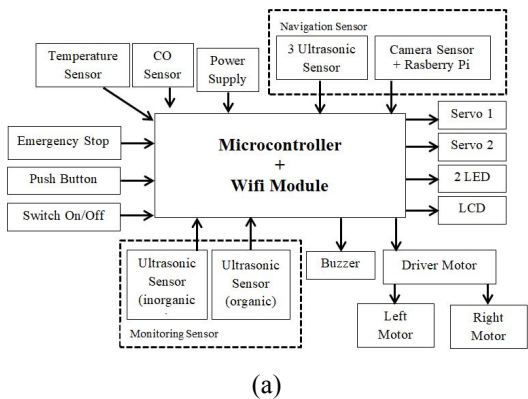 Navigation Sensor
Temperature
Sensor
CO
Sensor
Power
Supply
3 Ultrasonic
Sensor
Camera Sensor
+ Rasberry Pi
Emergency Stop
Push Button
Switch On/Off
Microcontroller
+
Wifi Module
Servo 1
Servo 2
2 LED
LCD
Ultrasonic
Sensor
(inorganic
Ultrasonic
Sensor
(organic)
Monitoring Sensor
Buzzer
Driver Motor
Left
Motor
Right
Motor
(a)